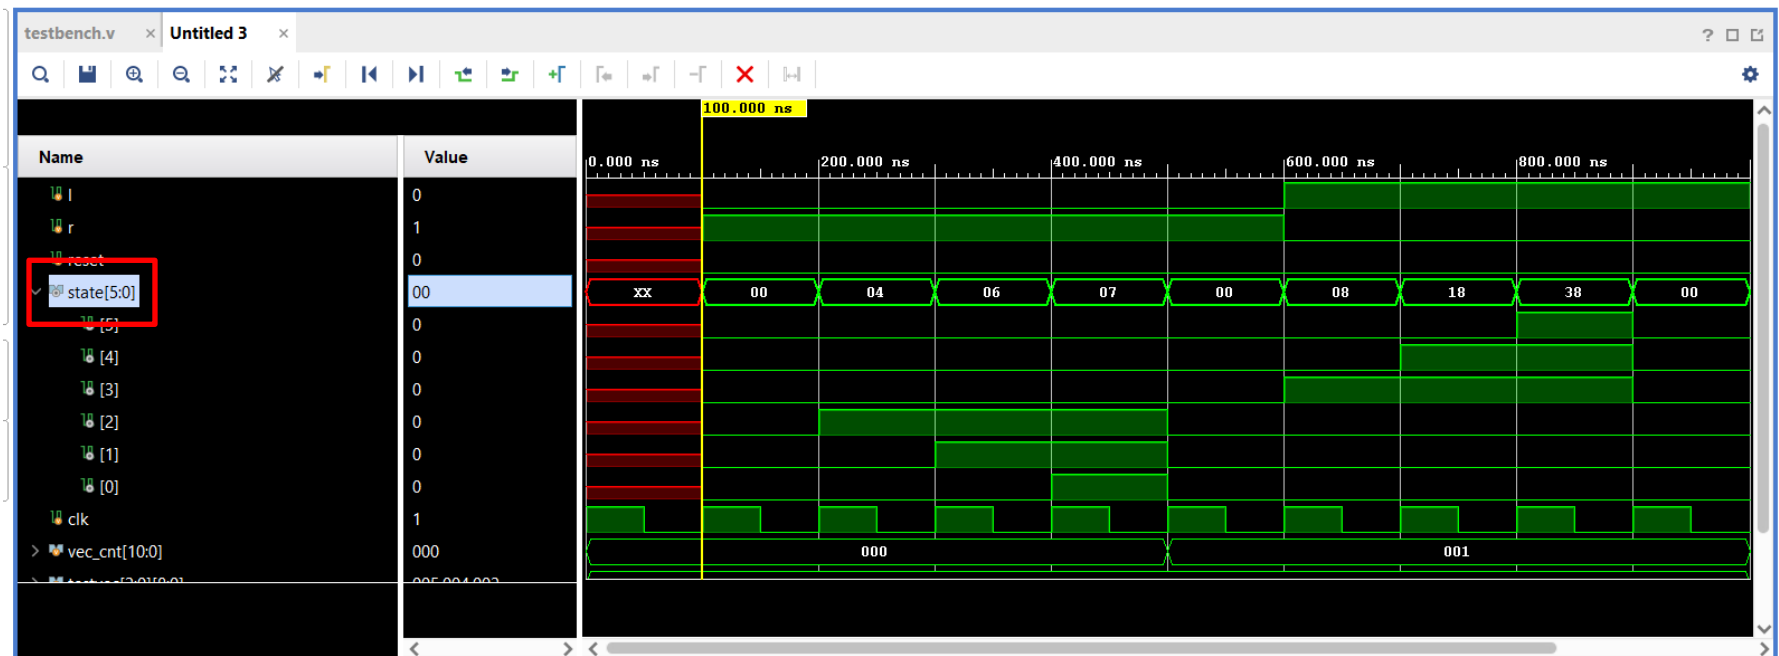 testbench.v × Untitled 3 ×
100.000 ns
Name Value
0.000 ns 200.000 ns 400.000 ns 600.000 ns 800.000 ns
l 0
r 1
reset 0
state[5:0] 00 XX 00 04 06 07 00 08 18 38 00
[5] 0
[4] 0
[3] 0
[2] 0
[1] 0
[0] 0
clk 1
vec_cnt[10:0] 000 000 001